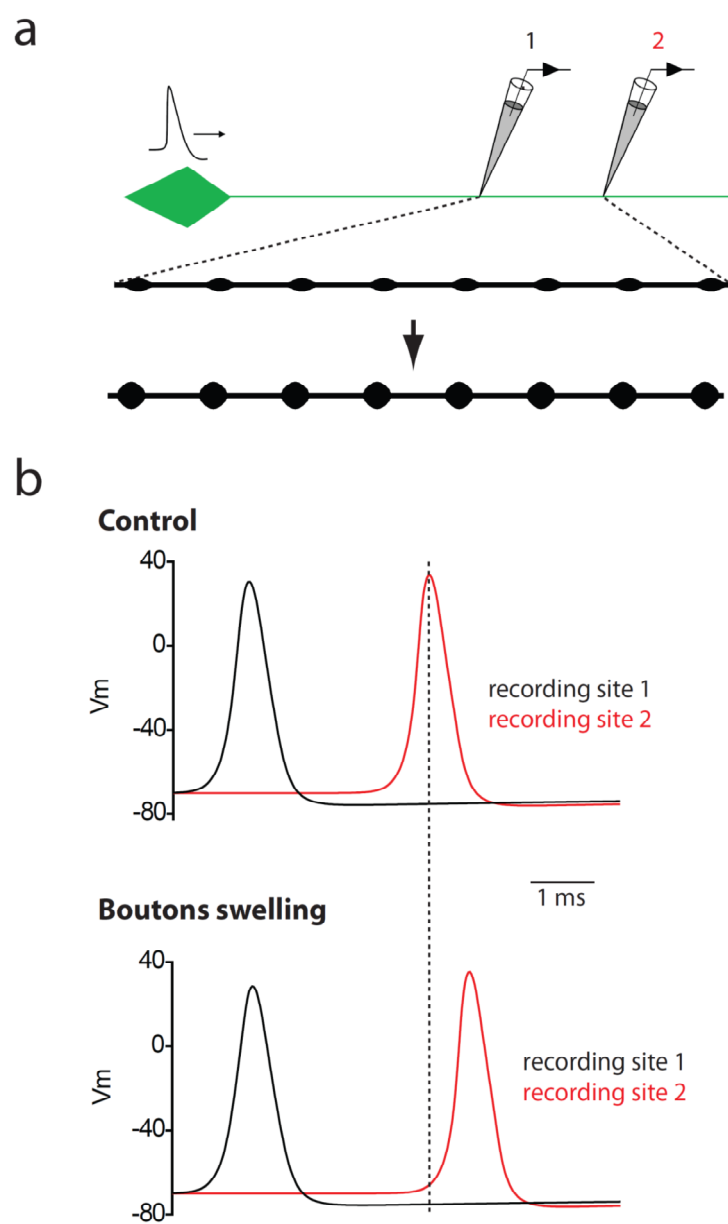 a
1 2
b
Control
40
0
-40
-80
Vm
recording site 1
recording site 2
1 ms
Boutons swelling
40
0
-40
-80
Vm
recording site 1
recording site 2